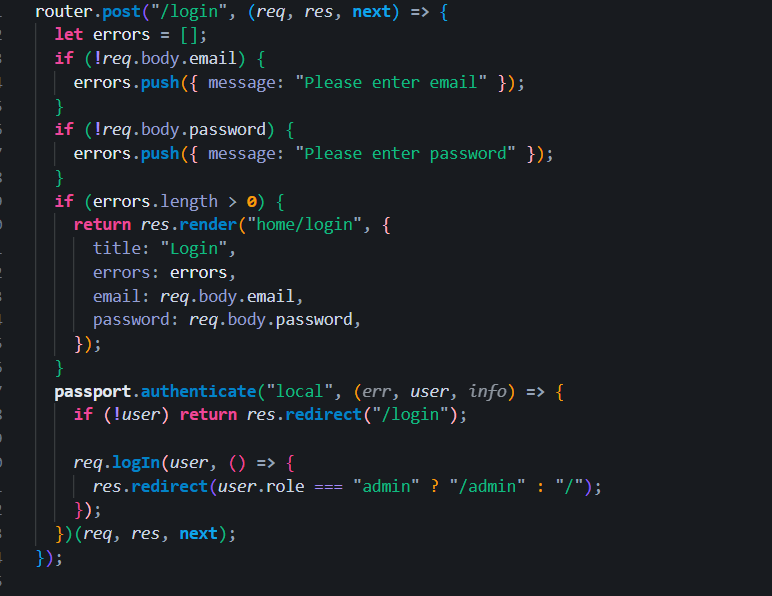 router.post("/login", (req, res, next) => {
  let errors = [];
  if (!req.body.email) {
    errors.push({ message: "Please enter email" });
  }
  if (!req.body.password) {
    errors.push({ message: "Please enter password" });
  }
  if (errors.length > 0) {
    return res.render("home/login", {
      title: "Login",
      errors: errors,
      email: req.body.email,
      password: req.body.password,
    });
  }
  passport.authenticate("local", (err, user, info) => {
    if (!user) return res.redirect("/login");

    req.logIn(user, () => {
      res.redirect(user.role === "admin" ? "/admin" : "/");
    });
  })(req, res, next);
});